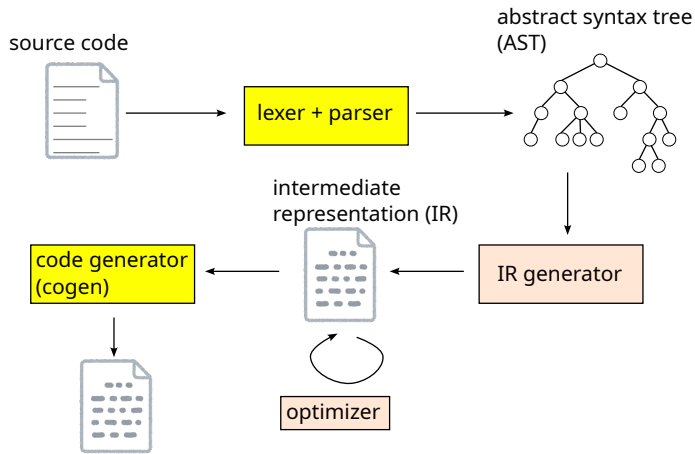 source code
abstract syntax tree
(AST)
lexer + parser
intermediate
representation (IR)
code generator
(cogen)
IR generator
optimizer